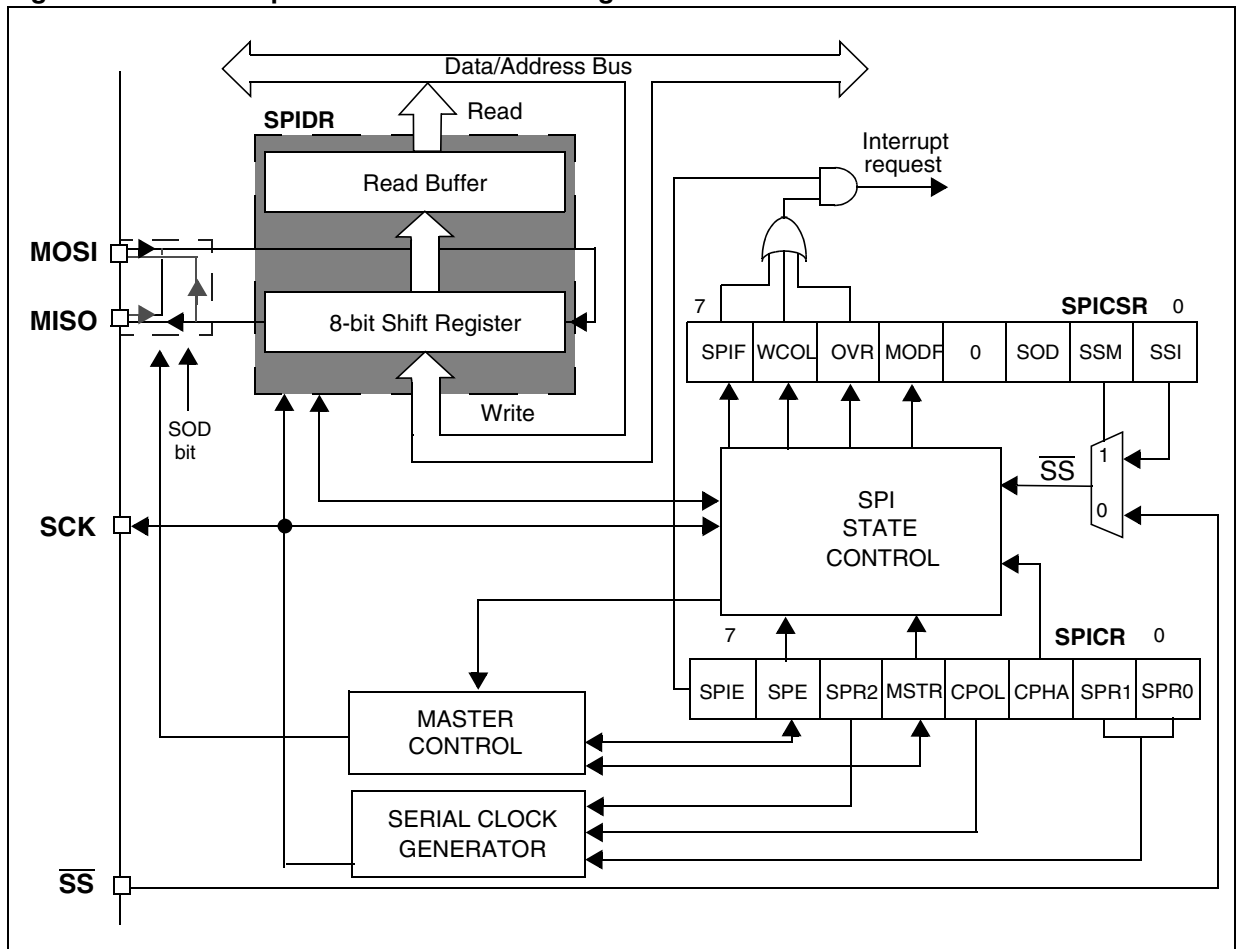 Data/Address Bus
Read
SPIDR
Read Buffer
Interrupt
request
MOSI
MISO
8-bit Shift Register
7
SPICSR
0
SPIF
WCOL
OVR
MODF
0
SOD
SSM
SSI
Write
SOD
bit
SS
1
0
SCK
SPI
STATE
CONTROL
7
SPICR
0
SPIE
SPE
SPR2
MSTR
CPOL
CPHA
SPR1
SPR0
MASTER
CONTROL
SERIAL CLOCK
GENERATOR
SS